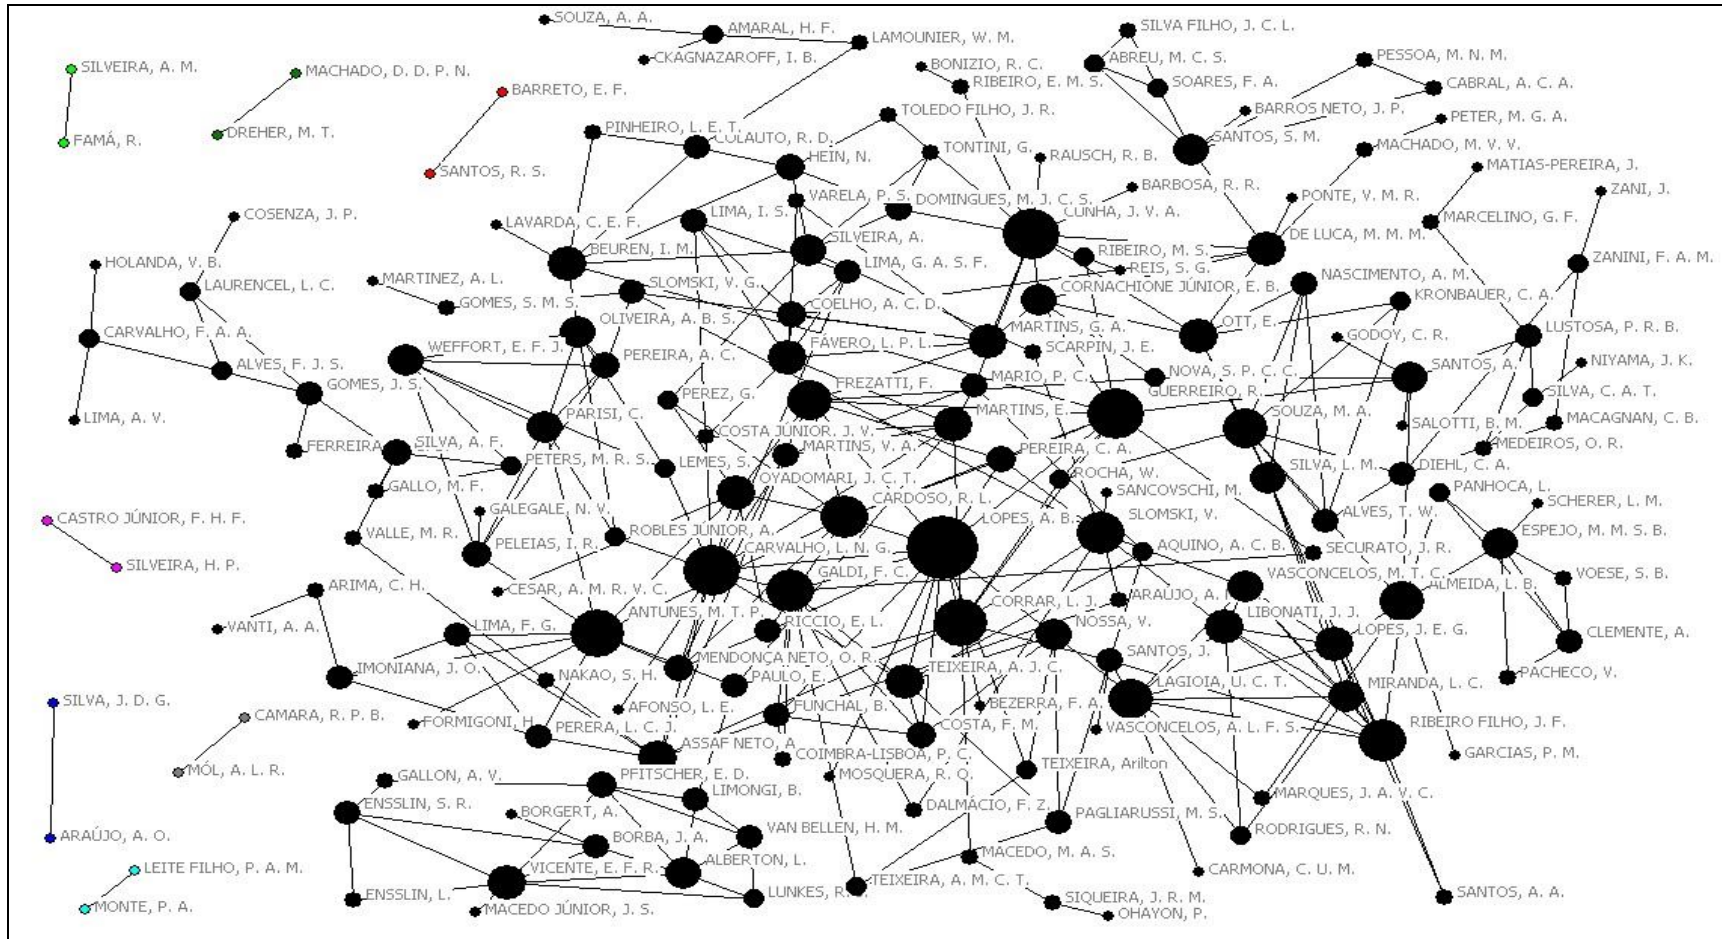 SOUZA, A. A.
AMARAL, H. F.
SILVA FILHO, J. C. L.
LAMOUNIER, W. M.
CKAGNAZAROFF, I. B.
BONIZIO, R. C.
ABREU, M. C. S.
PESSOA, M. N. M.
SILVEIRA, A. M.
MACHADO, D. D. P. N.
RIBEIRO, E. M. S.
SOARES, F. A.
CABRAL, A. C. A.
BARRETO, E. F.
TOLEDO FILHO, J. R.
BARROS NETO, J. P.
PETER, M. G. A.
FAMÁ, R.
DREHER, M. T.
PINHEIRO, L. E. T.
COLAUTO, R. D.
SANTOS, S. M.
MACHADO, M. V. V.
HEIN, N.
TONTINI, G.
RAUSCH, R. B.
MATIAS-PEREIRA, J.
SANTOS, R. S.
BARBOSA, R. R.
PONTE, V. M. R.
ZANI, J.
VARELA, P. S.
DOMINGUES, M. J. C. S.
COSENZA, J. P.
LAVARDA, C. E. F.
LIMA, I. S.
CUNHA, J. V. A.
MARCELINO, G. F.
SILVEIRA, A.
DE LUCA, M. M. M.
BEUREN, I. M.
RIBEIRO, M. S.
HOLANDA, V. B.
MARTINEZ, A. L.
LIMA, G. A. S. F.
REIS, S. G.
NASCIMENTO, A. M.
ZANINI, F. A. M.
LAURENCEL, L. C.
SLOMSKI, V. G.
GOMES, S. M. S.
COELHO, A. C. D.
CORNACHIONE JÚNIOR, E. B.
KRONBAUER, C. A.
OLIVEIRA, A. B. S.
MARTINS, G. A.
OTT, E.
GODOY, C. R.
LUSTOSA, P. R. B.
CARVALHO, F. A. A.
WEFFORT, E. F. J.
PEREIRA, A. C.
FÁVERO, L. P. L.
SCARPIN, J. E.
SANTOS, A.
NIYAMA, J. K.
ALVES, F. J. S.
GOMES, J. S.
PEREZ, G.
FREZATTI, F.
MARIO, P. C.
NOVA, S. P. C. C.
GUERREIRO, R.
SILVA, C. A. T.
LIMA, A. V.
PARISI, C.
MARTINS, E.
SOUZA, M. A.
SALOTTI, B. M.
MACAGNAN, C. B.
FERREIRA
SILVA, A. F.
COSTA JÚNIOR, J. V.
MARTINS, V. A.
PEREIRA, C. A.
MEDEIROS, O. R.
PETERS, M. R. S.
LEMES, S.
ROCHA, W.
SILVA, L. M.
DIEHL, C. A.
OYADOMARI, J. C. T.
GALLO, M. F.
CARDOSO, R. L.
SANCOVSCHI, M.
PANHOCA, L.
SCHERER, L. M.
GALEGALE, N. V.
CASTRO JÚNIOR, F. H. F.
LOPES, A. B.
SLOMSKI, V.
ALVES, T. W.
ESPEJO, M. M. S. B.
VALLE, M. R.
ROBLES JÚNIOR, A.
PELEIAS, I. R.
CARVALHO, L. N. G.
AQUINO, A. C. B.
SECURATO, J. R.
SILVEIRA, H. P.
GALDI, F. C.
VASCONCELOS, M. T. C.
VOESE, S. B.
ARIMA, C. H.
CESAR, A. M. R. V. C.
ALMEIDA, L. B.
ANTUNES, M. T. P.
CORRAR, L. J.
ARAÚJO, A.
LIBONATI, J. J.
VANTI, A. A.
LIMA, F. G.
RICCIO, E. L.
NOSSA, V.
LOPES, J. E. G.
CLEMENTE, A.
IMONIANA, J. O.
MENDONÇA NETO, O. R.
TEIXEIRA, A. J. C.
SANTOS, J.
NAKAO, S. H.
PAULO, E.
LAGIOIA, U. C. T.
MIRANDA, L. C.
PACHECO, V.
SILVA, J. D. G.
AFONSO, L. E.
FUNCHAL, B.
BEZERRA, F. A.
CAMARA, R. P. B.
FORMIGONI, H.
COSTA, F. M.
VASCONCELOS, A. L. F. S.
RIBEIRO FILHO, J. F.
PERERA, L. C. J.
ASSAF NETO, A
COIMBRA-LISBOA, P. C.
GARCIAS, P. M.
MÓL, A. L. R.
TEIXEIRA, Arilton
GALLON, A. V.
PFITSCHER, E. D.
MOSQUERA, R. O.
LIMONGI, B.
MARQUES, J. A. V. C.
ENSSLIN, S. R.
BORGERT, A.
DALMÁCIO, F. Z.
PAGLIARUSSI, M. S.
ARAÚJO, A. O.
BORBA, J. A.
VAN BELLEN, H. M.
RODRIGUES, R. N.
MACEDO, M. A. S.
LEITE FILHO, P. A. M.
VICENTE, E. F. R.
ALBERTON, L.
CARMONA, C. U. M.
TEIXEIRA, A. M. C. T.
ENSSLIN, L.
LUNKES, R.
SIQUEIRA, J. R. M.
SANTOS, A. A.
MONTE, P. A.
MACEDO JÚNIOR, J. S.
OHAYON, P.